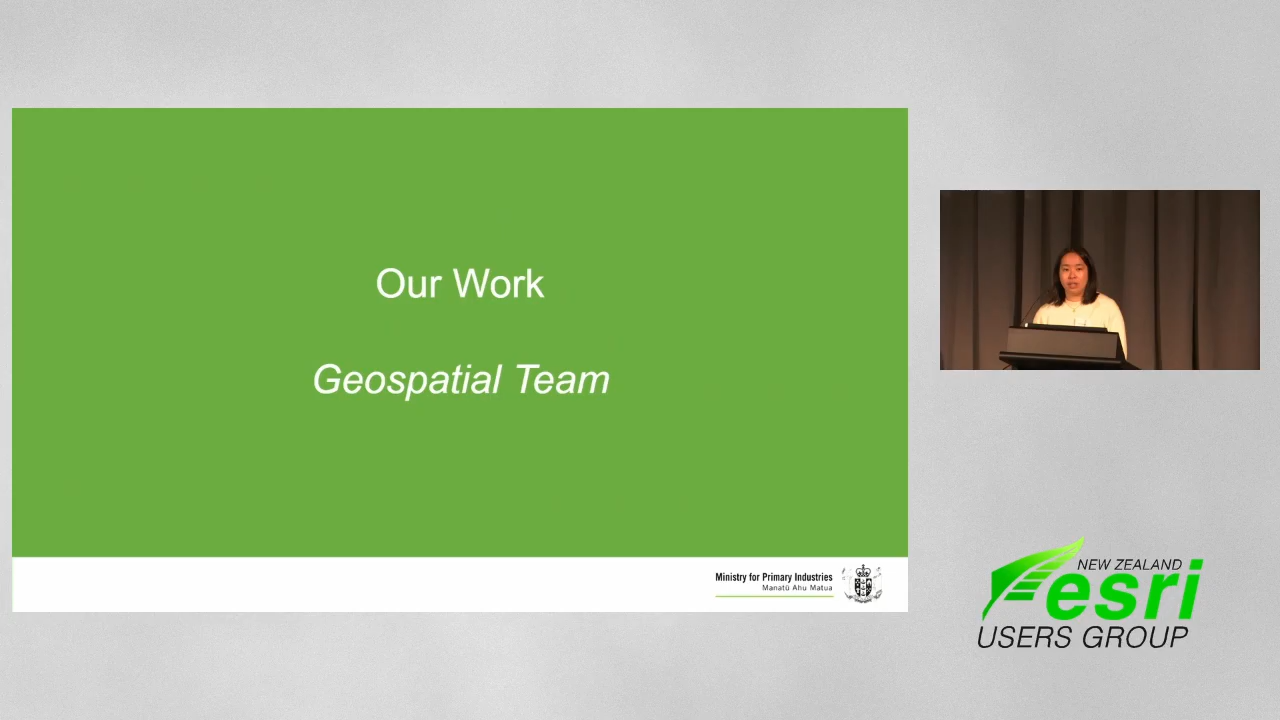 Our Work
Geospatial Team
Ministry for Primary Industries
Manatū Ahu Matua
NEW ZEALAND
esri
USERS GROUP